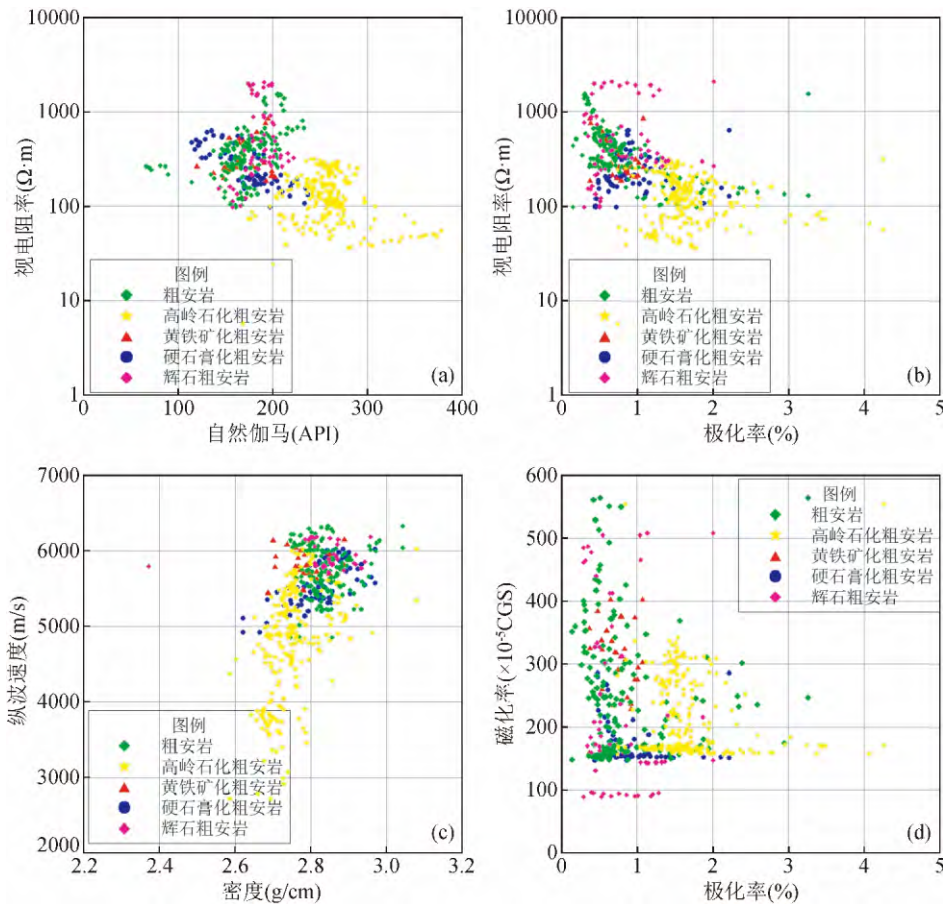 10000
1000
100
10
1
视电阻率(Ω·m)
图例
粗安岩
高岭石化粗安岩
黄铁矿化粗安岩
硬石膏化粗安岩
辉石粗安岩
(a)
0
100
200
300
400
自然伽马(API)
10000
1000
100
10
1
视电阻率(Ω·m)
图例
粗安岩
高岭石化粗安岩
黄铁矿化粗安岩
硬石膏化粗安岩
辉石粗安岩
(b)
0
1
2
3
4
5
极化率(%)
7000
6000
5000
4000
3000
2000
纵波速度(m/s)
图例
粗安岩
高岭石化粗安岩
黄铁矿化粗安岩
硬石膏化粗安岩
辉石粗安岩
(c)
2.2
2.4
2.6
2.8
3.0
3.2
密度(g/cm)
600
500
400
300
200
100
0
磁化率(×10⁻⁵CGS)
图例
粗安岩
高岭石化粗安岩
黄铁矿化粗安岩
硬石膏化粗安岩
辉石粗安岩
(d)
0
1
2
3
4
5
极化率(%)